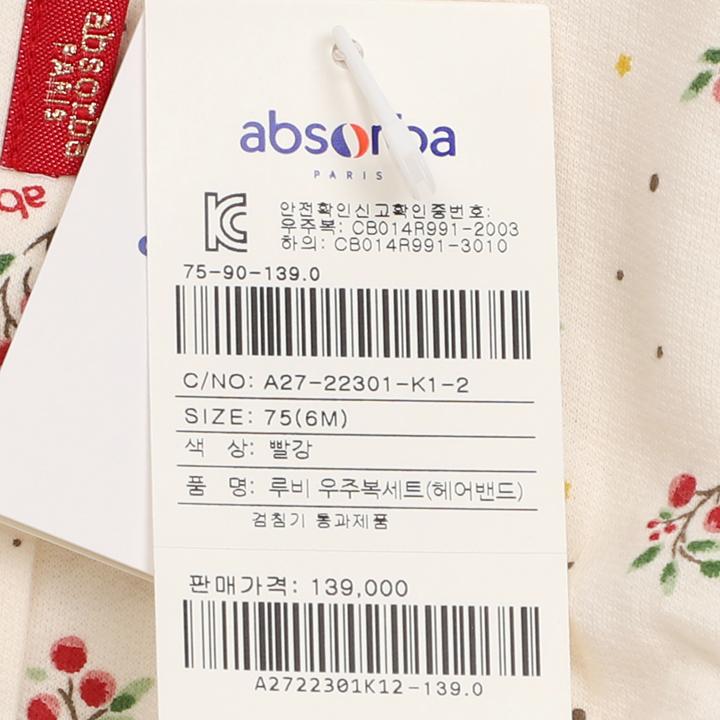 absorba
PARIS
ab
absorba
PARIS
안전확인신고확인증번호:
우주복: CB014R991-2003
하의: CB014R991-3010
75-90-139.0
C/NO: A27-22301-K1-2
SIZE: 75(6M)
색 상: 빨강
품 명: 루비 우주복세트(헤어밴드)
검침기 통과제품
판매가격: 139,000
A2722301K12-139.0